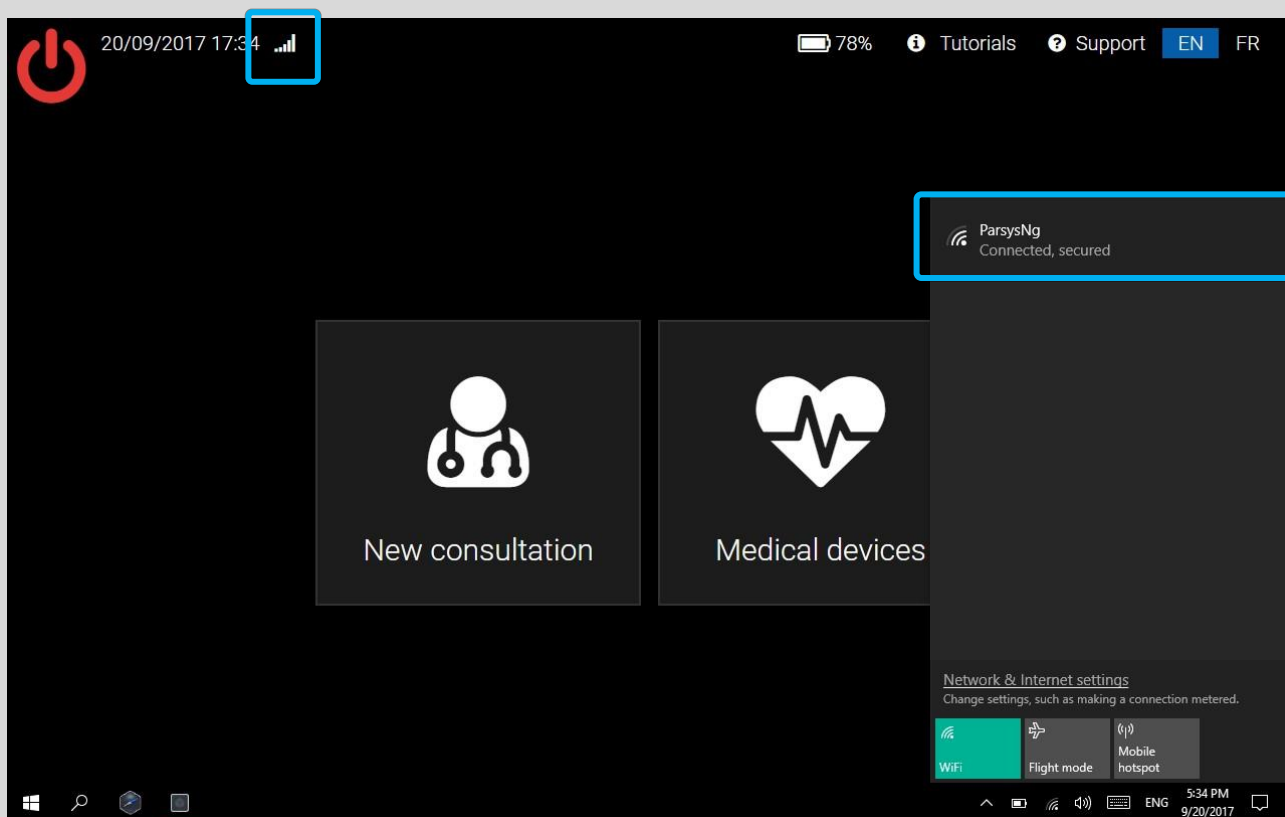 20/09/2017 17:34
78%
Tutorials
Support
EN
FR
ParsysNg
Connected, secured
New consultation
Medical devices
Network & Internet settings
Change settings, such as making a connection metered.
WiFi
Flight mode
Mobile
hotspot
ENG
5:34 PM
9/20/2017